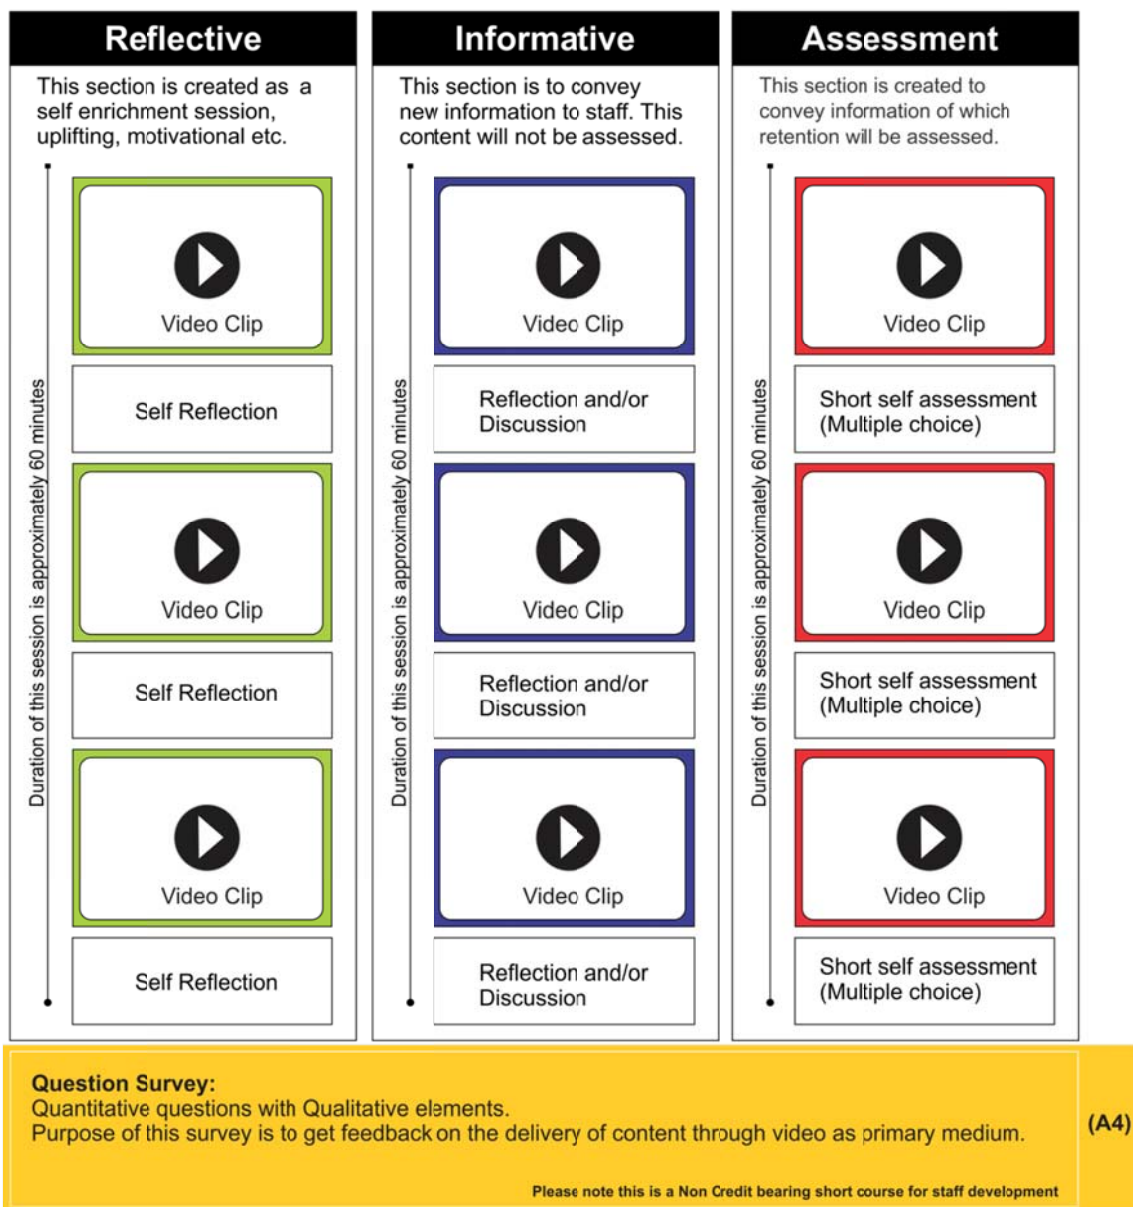 Reflective
This section is created as a
self enrichment session,
uplifting, motivational etc.
Duration of this session is approximately 60 minutes
Video Clip
Self Reflection
Video Clip
Self Reflection
Video Clip
Self Reflection
Informative
This section is to convey
new information to staff. This
content will not be assessed.
Duration of this session is approximately 60 minutes
Video Clip
Reflection and/or
Discussion
Video Clip
Reflection and/or
Discussion
Video Clip
Reflection and/or
Discussion
Assessment
This section is created to
convey information of which
retention will be assessed.
Duration of this session is approximately 60 minutes
Video Clip
Short self assessment
(Multiple choice)
Video Clip
Short self assessment
(Multiple choice)
Video Clip
Short self assessment
(Multiple choice)
Question Survey:
Quantitative questions with Qualitative elements.
Purpose of this survey is to get feedback on the delivery of content through video as primary medium.
(A4)
Please note this is a Non Credit bearing short course for staff development